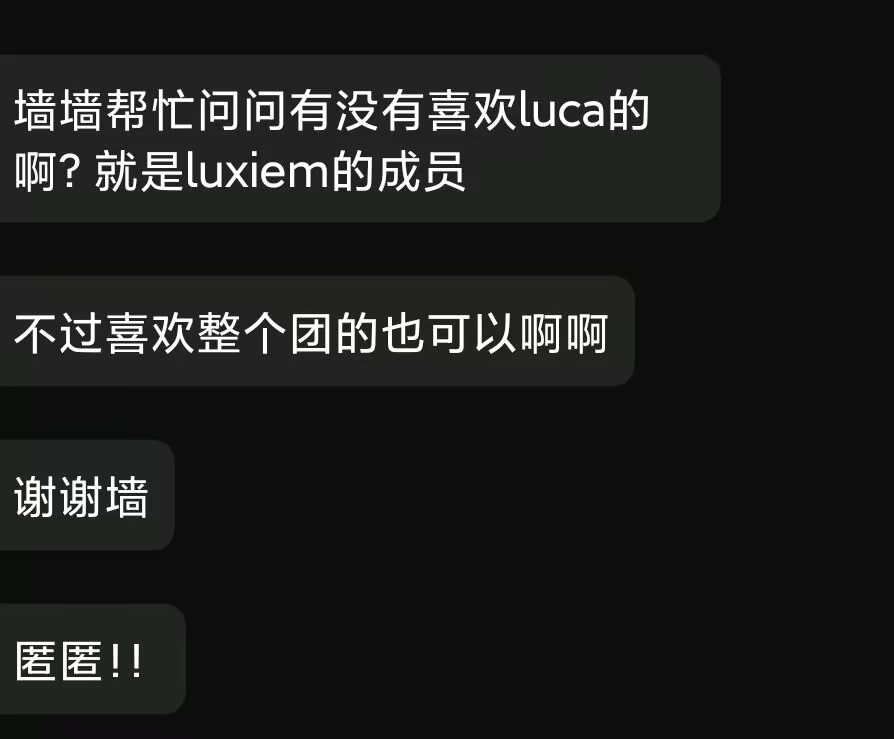 墙墙帮忙问问有没有喜欢luca的
啊? 就是luxiem的成员
不过喜欢整个团的也可以啊啊
谢谢墙
匿匿!!